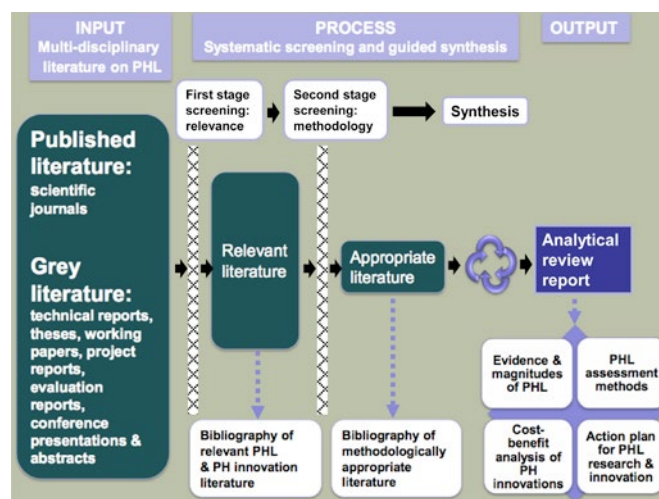 INPUT
Multi-disciplinary
literature on PHL
PROCESS
Systematic screening and guided synthesis
OUTPUT
First stage
screening:
relevance
Second stage
screening:
methodology
Synthesis
Published
literature:
scientific
journals
Grey
literature:
technical reports,
theses, working
papers, project
reports,
evaluation
reports,
conference
presentations &
abstracts
Relevant
literature
Appropriate
literature
Analytical
review
report
Bibliography of
relevant PHL
& PH innovation
literature
Bibliography of
methodologically
appropriate
literature
Evidence &
magnitudes
of PHL
PHL
assessment
methods
Cost-
benefit
analysis of
PH
innovations
Action plan
for PHL
research &
innovation